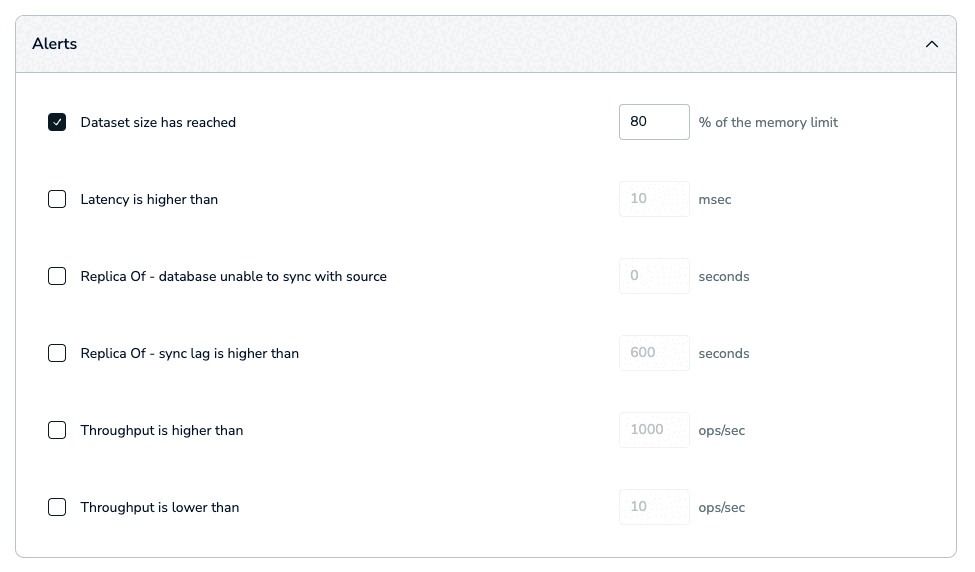 Alerts
Dataset size has reached 80 % of the memory limit
Latency is higher than 10 msec
Replica Of - database unable to sync with source 0 seconds
Replica Of - sync lag is higher than 600 seconds
Throughput is higher than 1000 ops/sec
Throughput is lower than 10 ops/sec